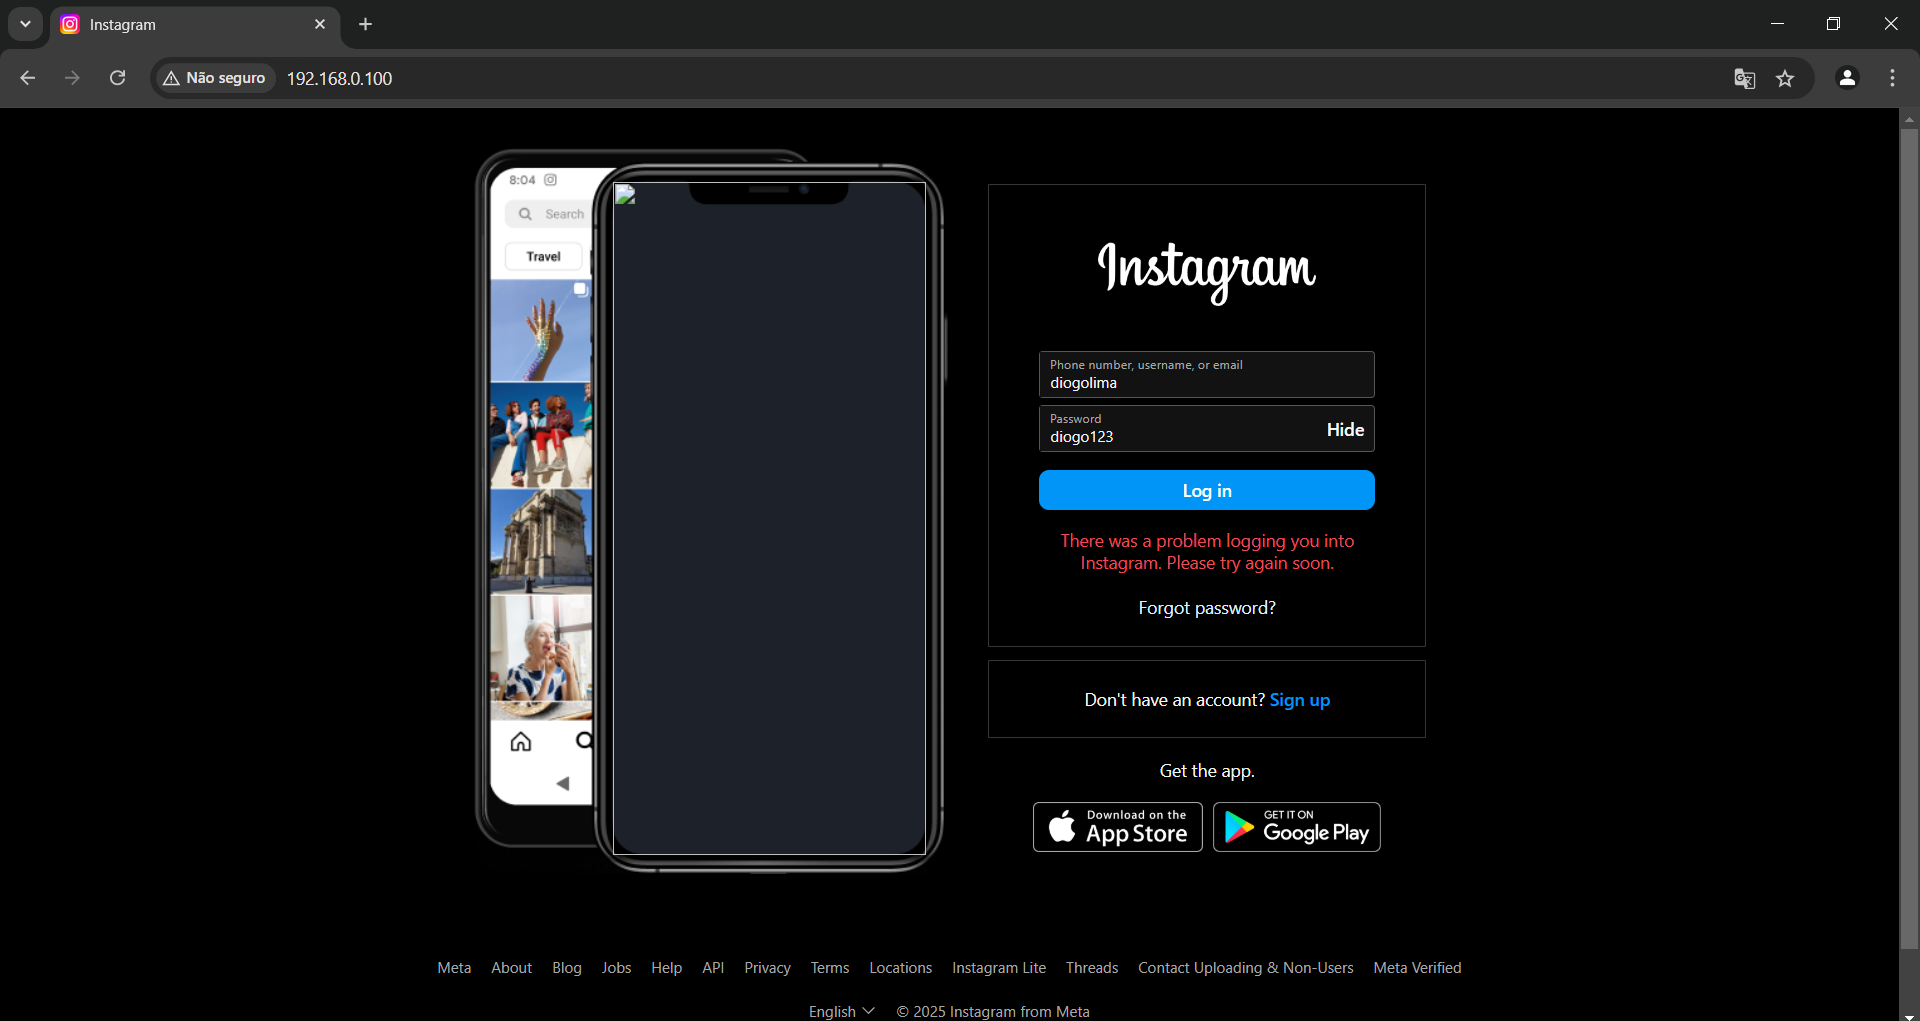 Instagram
Não seguro
192.168.0.100
8:04
Search
Travel
Instagram
Phone number, username, or email
diogolima
Password
diogo123
Hide
Log in
There was a problem logging you into
Instagram. Please try again soon.
Forgot password?
Don't have an account? Sign up
Get the app.
Download on the
App Store
GET IT ON
Google Play
Meta About Blog Jobs Help API Privacy Terms Locations Instagram Lite Threads Contact Uploading & Non-Users Meta Verified
English © 2025 Instagram from Meta